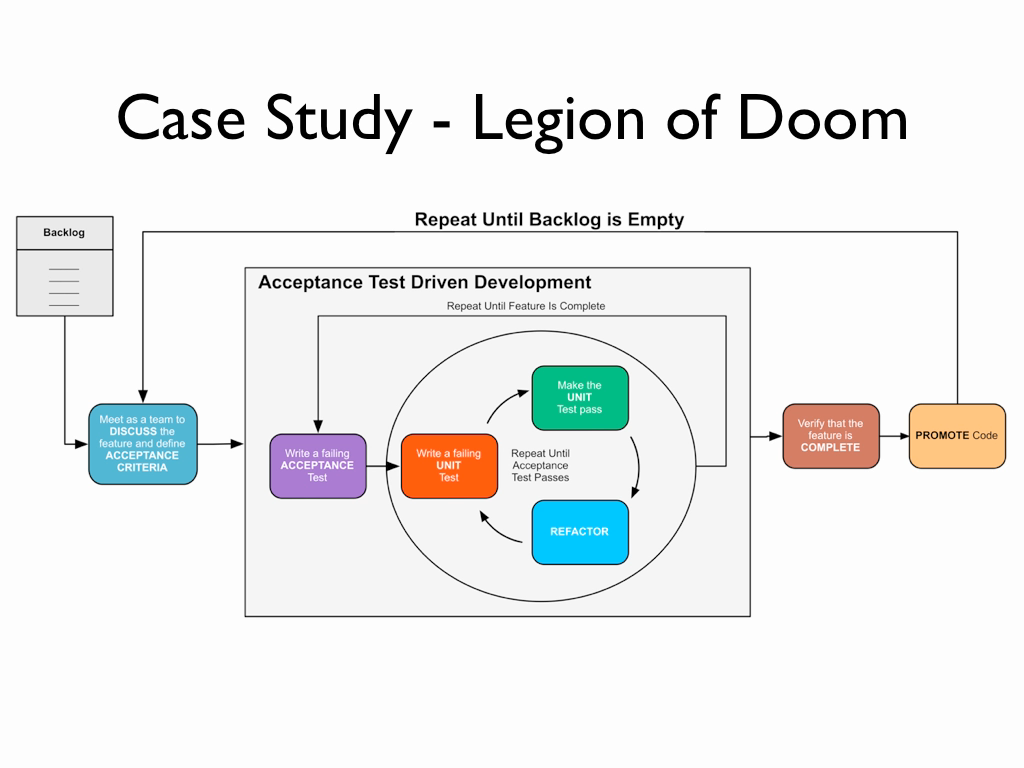 Case Study - Legion of Doom
Repeat Until Backlog is Empty
Backlog
Acceptance Test Driven Development
Repeat Until Feature Is Complete
Meet as a team to
DISCUSS the
feature and define
ACCEPTANCE
CRITERIA
Write a failing
ACCEPTANCE
Test
Write a failing
UNIT
Test
Make the
UNIT
Test pass
Repeat Until
Acceptance
Test Passes
REFACTOR
Verify that the
feature is
COMPLETE
PROMOTE Code